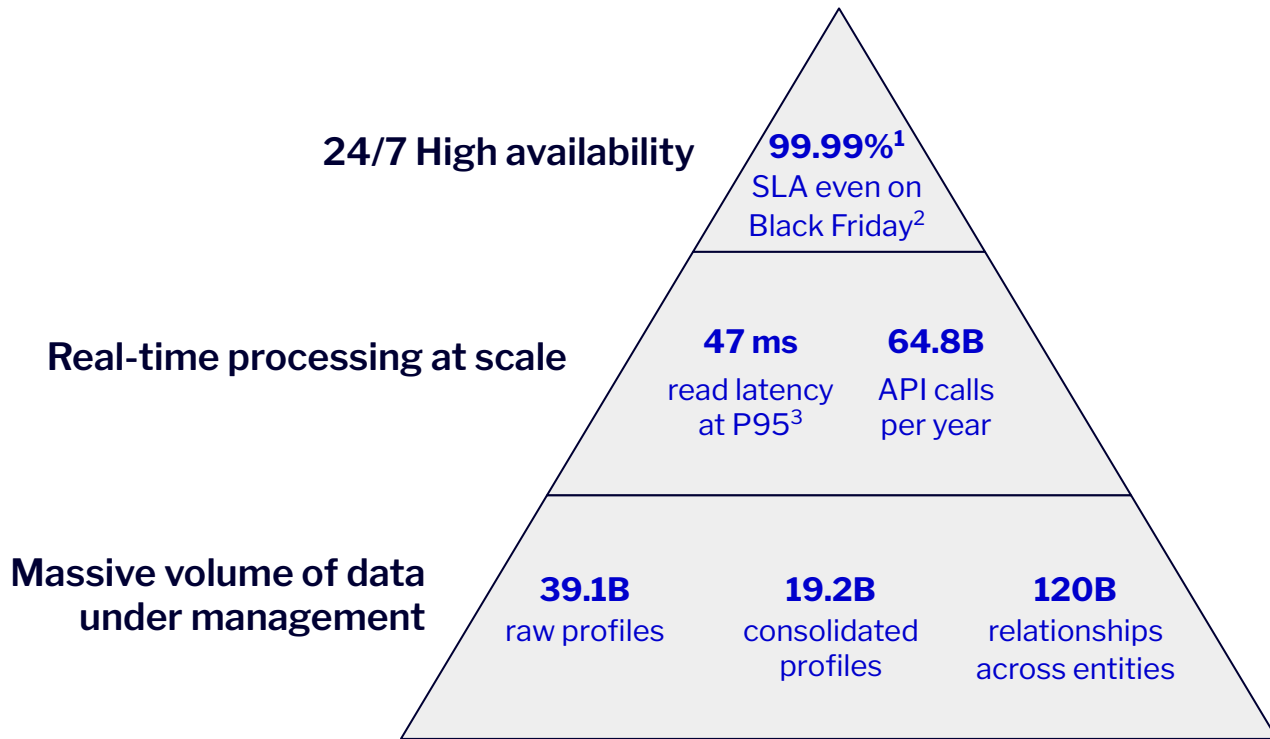 24/7 High availability
99.99%¹
SLA even on
Black Friday²
Real-time processing at scale
47 ms
read latency
at P95³
64.8B
API calls
per year
Massive volume of data
under management
39.1B
raw profiles
19.2B
consolidated
profiles
120B
relationships
across entities